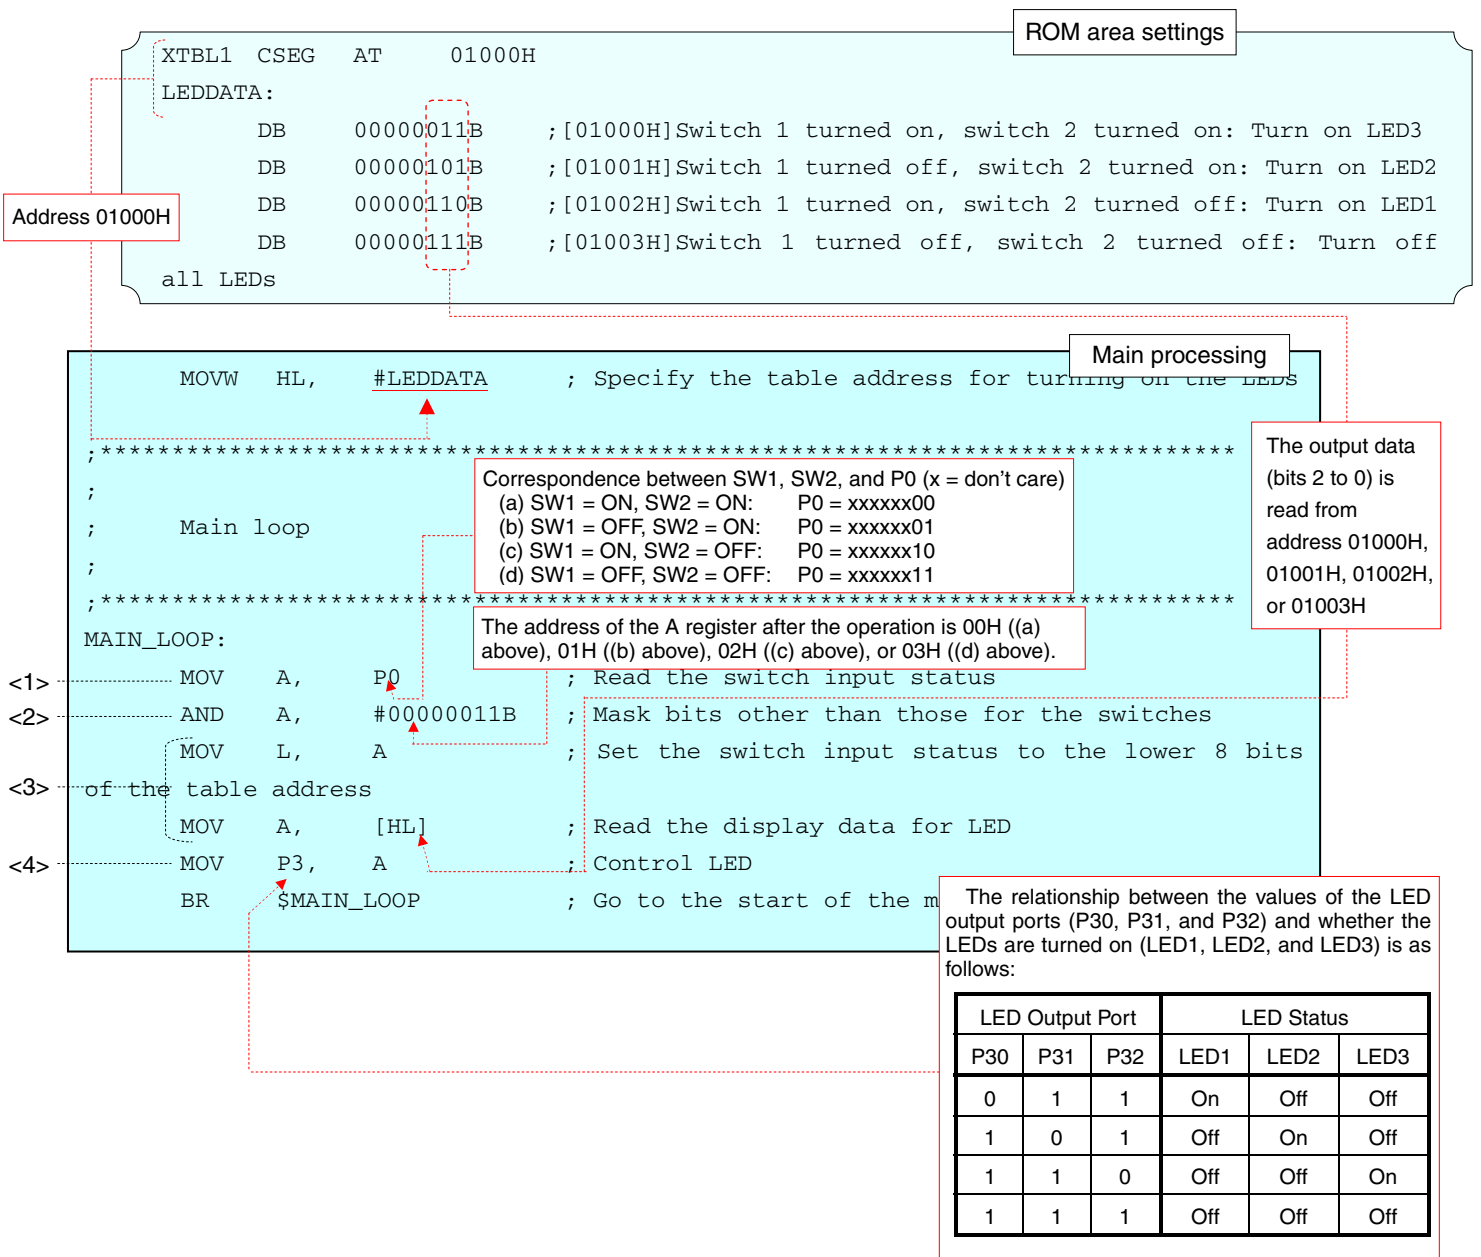 ROM area settings
XTBL1 CSEG AT 01000H
LEDDATA:
DB 00000011B ;[01000H]Switch 1 turned on, switch 2 turned on: Turn on LED3
DB 00000101B ;[01001H]Switch 1 turned off, switch 2 turned on: Turn on LED2
DB 00000110B ;[01002H]Switch 1 turned on, switch 2 turned off: Turn on LED1
DB 00000111B ;[01003H]Switch 1 turned off, switch 2 turned off: Turn off
all LEDs
Address 01000H
Main processing
MOVW HL, #LEDDATA ; Specify the table address for turning on the LEDs
;*******************************************************************************
;
; Main loop
;
;*******************************************************************************
Correspondence between SW1, SW2, and P0 (x = don't care)
(a) SW1 = ON, SW2 = ON: P0 = xxxxxx00
(b) SW1 = OFF, SW2 = ON: P0 = xxxxxx01
(c) SW1 = ON, SW2 = OFF: P0 = xxxxxx10
(d) SW1 = OFF, SW2 = OFF: P0 = xxxxxx11
The output data
(bits 2 to 0) is
read from
address 01000H,
01001H, 01002H,
or 01003H
The address of the A register after the operation is 00H ((a)
above), 01H ((b) above), 02H ((c) above), or 03H ((d) above).
MAIN_LOOP:
<1> MOV A, P0 ; Read the switch input status
<2> AND A, #00000011B ; Mask bits other than those for the switches
MOV L, A ; Set the switch input status to the lower 8 bits
<3> of the table address
MOV A, [HL] ; Read the display data for LED
<4> MOV P3, A ; Control LED
BR $MAIN_LOOP ; Go to the start of the m
The relationship between the values of the LED
output ports (P30, P31, and P32) and whether the
LEDs are turned on (LED1, LED2, and LED3) is as
follows:
LED Output Port LED Status
P30 P31 P32 LED1 LED2 LED3
0 1 1 On Off Off
1 0 1 Off On Off
1 1 0 Off Off On
1 1 1 Off Off Off